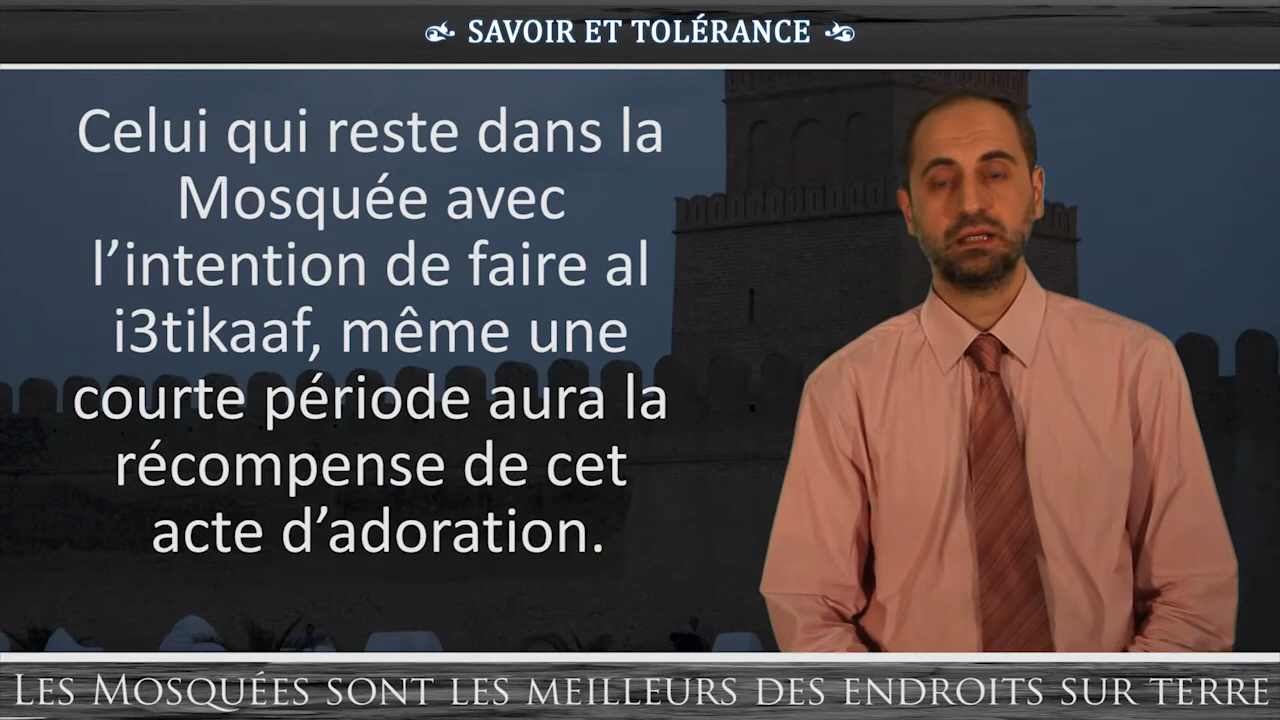 SAVOIR ET TOLÉRANCE
Celui qui reste dans la
Mosquée avec
l’intention de faire al
i3tikaaf, même une
courte période aura la
récompense de cet
acte d’adoration.
Les Mosquées sont les meilleurs des endroits sur terre